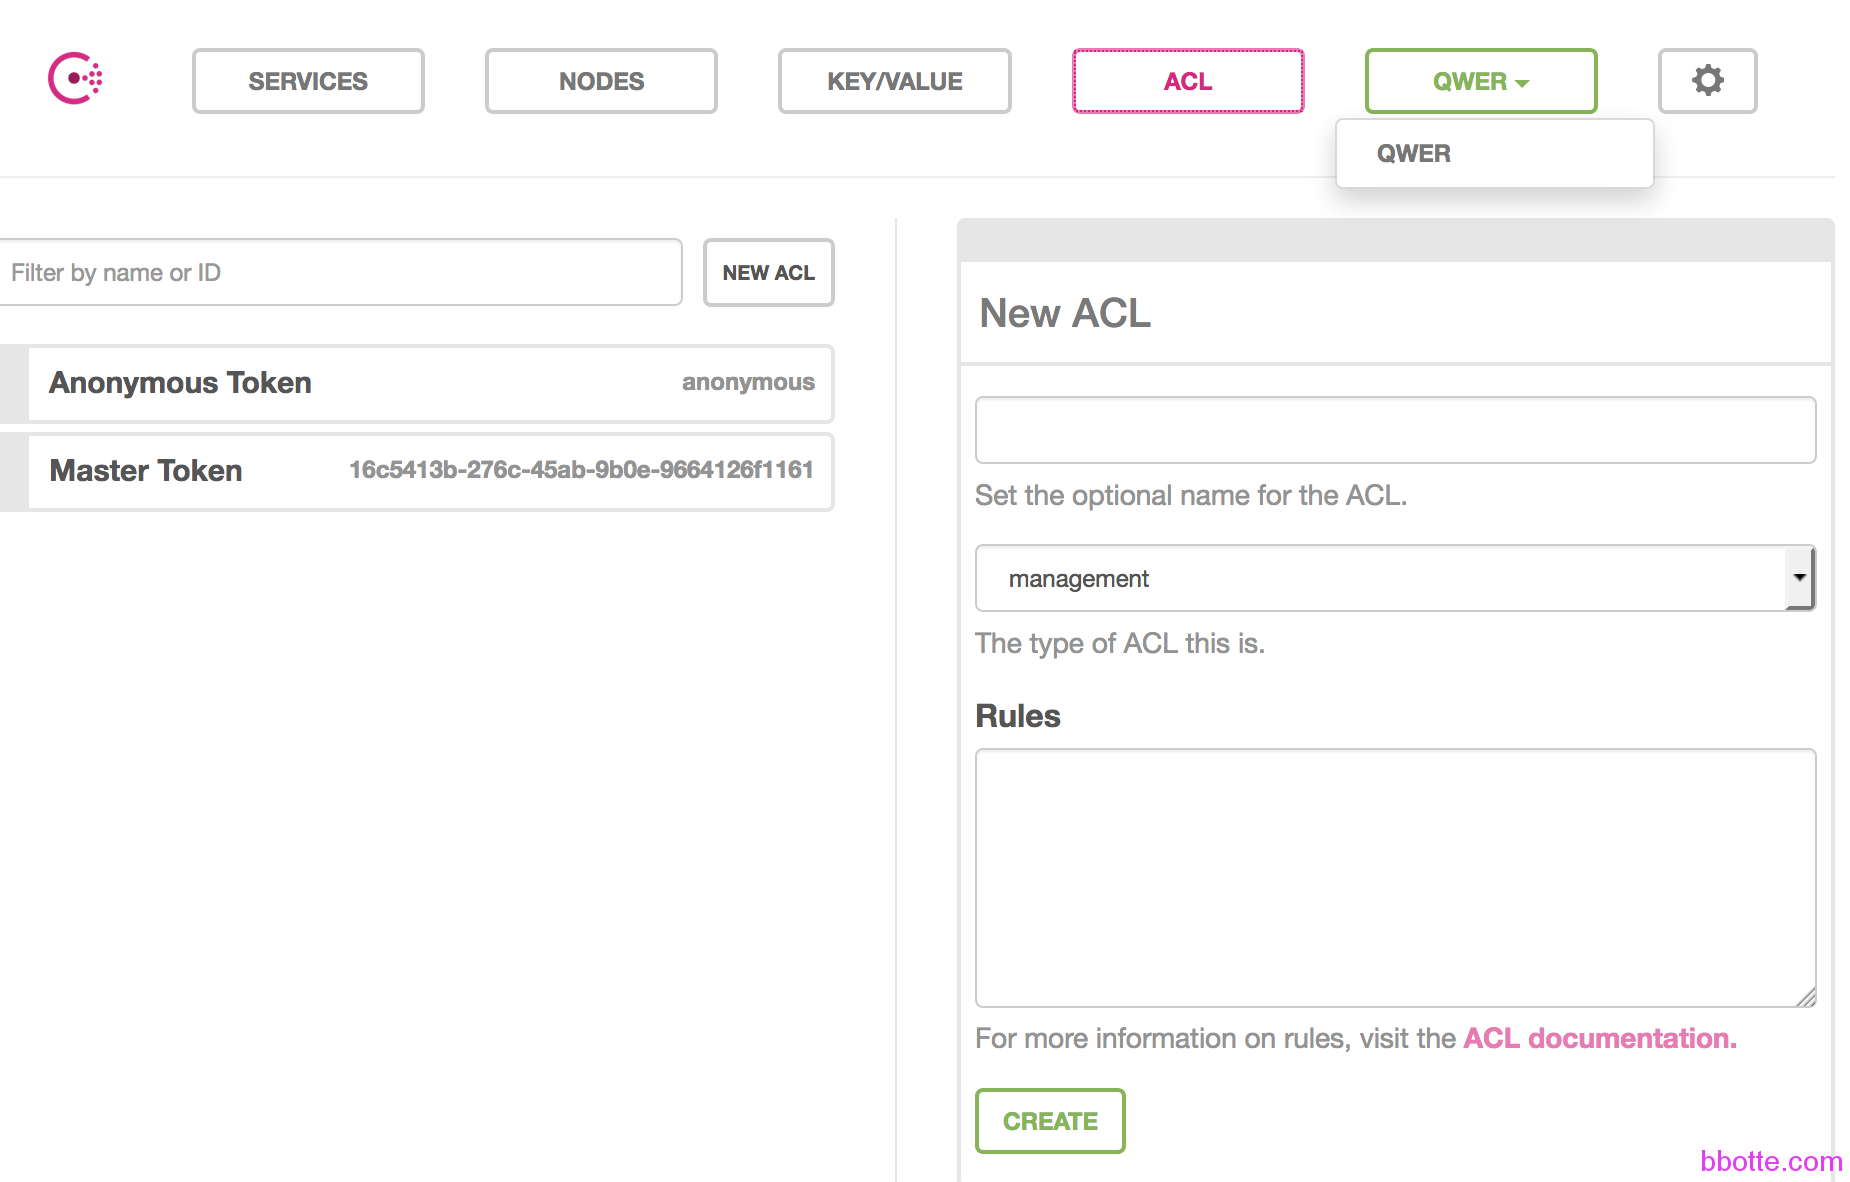 SERVICES
NODES
KEY/VALUE
ACL
QWER
QWER
Filter by name or ID
NEW ACL
Anonymous Token
anonymous
Master Token
16c5413b-276c-45ab-9b0e-9664126f1161
New ACL
Set the optional name for the ACL.
management
The type of ACL this is.
Rules
For more information on rules, visit the ACL documentation.
CREATE
bbotte.com